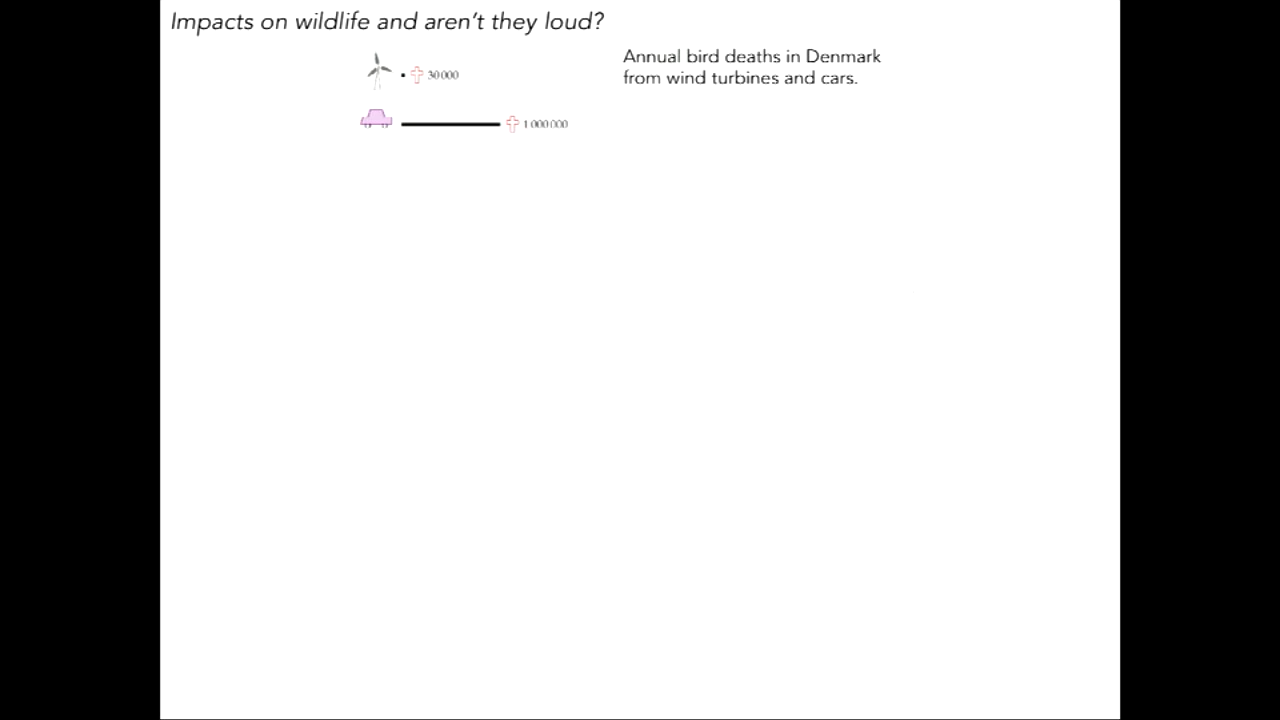 Impacts on wildlife and aren't they loud?
Annual bird deaths in Denmark
from wind turbines and cars.
30 000
1 000 000